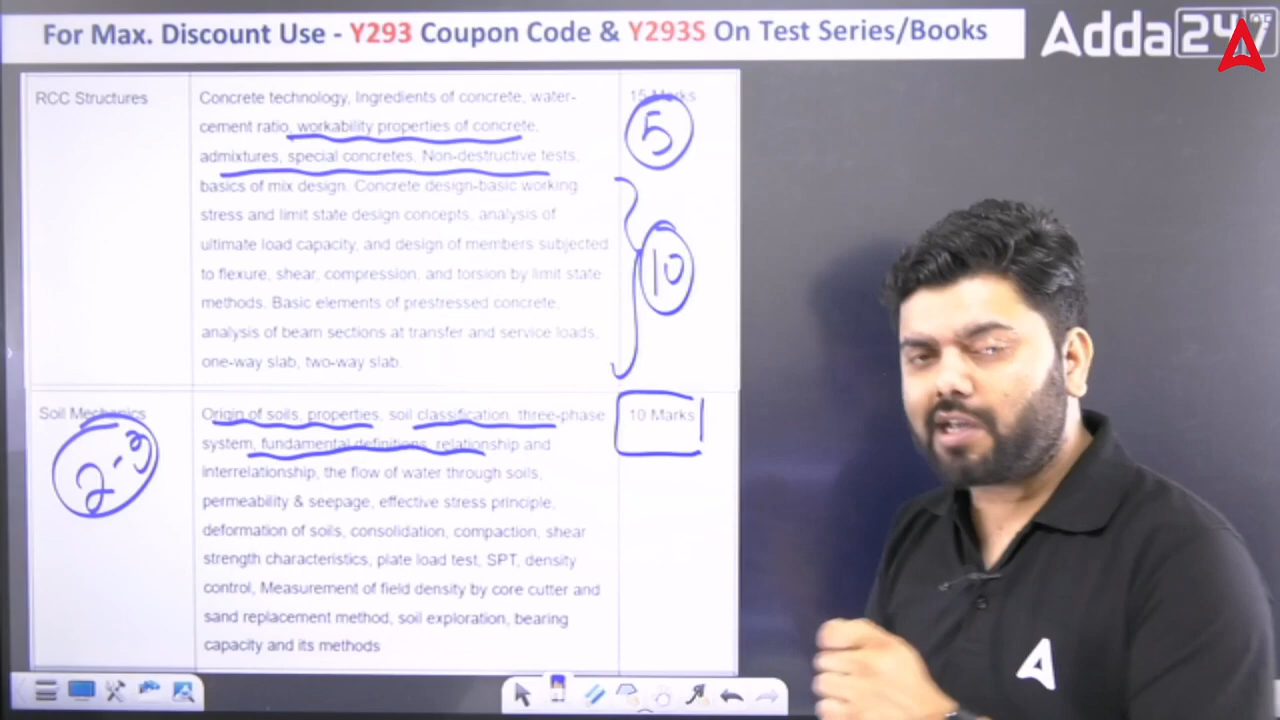 For Max. Discount Use - Y293 Coupon Code & Y293S On Test Series/Books
Adda247
RCC Structures
Concrete technology, Ingredients of concrete, water-
cement ratio, workability properties of concrete,
admixtures, special concretes, Non-destructive tests,
basics of mix design. Concrete design-basic working
stress and limit state design concepts, analysis of
ultimate load capacity, and design of members subjected
to flexure, shear, compression, and torsion by limit state
methods. Basic elements of prestressed concrete,
analysis of beam sections at transfer and service loads,
one-way slab, two-way slab.
15 Marks
5
10
Soil Mechanics
2-3
Origin of soils, properties, soil classification, three-phase
system, fundamental definitions, relationship and
interrelationship, the flow of water through soils,
permeability & seepage, effective stress principle,
deformation of soils, consolidation, compaction, shear
strength characteristics, plate load test, SPT, density
control, Measurement of field density by core cutter and
sand replacement method, soil exploration, bearing
capacity and its methods
10 Marks